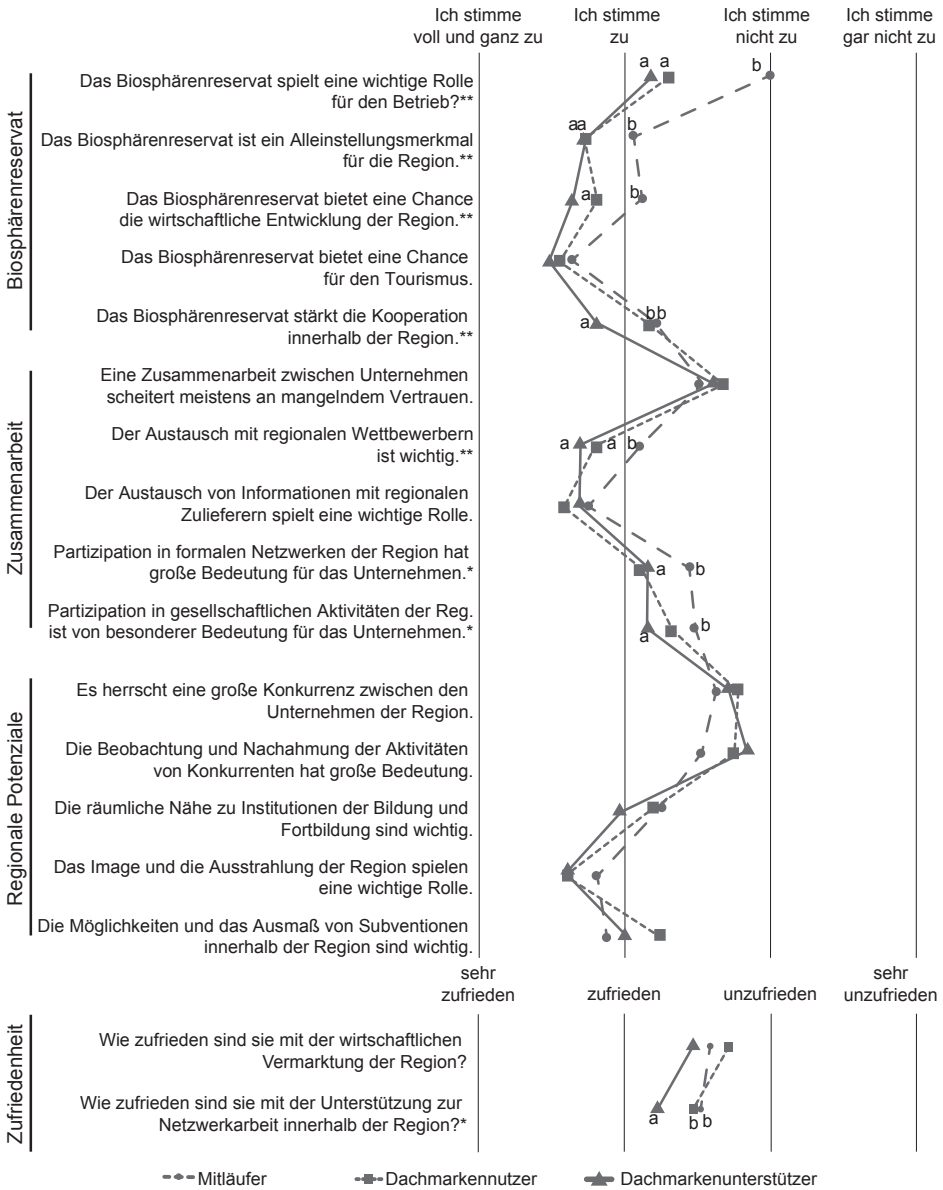 Ich stimme
voll und ganz zu
Ich stimme
zu
Ich stimme
nicht zu
Ich stimme
gar nicht zu
Biosphärenreservat
Das Biosphärenreservat spielt eine wichtige Rolle
für den Betrieb?**
a a b
Das Biosphärenreservat ist ein Alleinstellungsmerkmal
für die Region.**
aa b
Das Biosphärenreservat bietet eine Chance
die wirtschaftliche Entwicklung der Region.**
a b
Das Biosphärenreservat bietet eine Chance
für den Tourismus.
Das Biosphärenreservat stärkt die Kooperation
innerhalb der Region.**
a bb
Zusammenarbeit
Eine Zusammenarbeit zwischen Unternehmen
scheitert meistens an mangelndem Vertrauen.
Der Austausch mit regionalen Wettbewerbern
ist wichtig.**
a a b
Der Austausch von Informationen mit regionalen
Zulieferern spielt eine wichtige Rolle.
Partizipation in formalen Netzwerken der Region hat
große Bedeutung für das Unternehmen.*
a b
Partizipation in gesellschaftlichen Aktivitäten der Reg.
ist von besonderer Bedeutung für das Unternehmen.*
a b
Regionale Potenziale
Es herrscht eine große Konkurrenz zwischen den
Unternehmen der Region.
Die Beobachtung und Nachahmung der Aktivitäten
von Konkurrenten hat große Bedeutung.
Die räumliche Nähe zu Institutionen der Bildung und
Fortbildung sind wichtig.
Das Image und die Ausstrahlung der Region spielen
eine wichtige Rolle.
Die Möglichkeiten und das Ausmaß von Subventionen
innerhalb der Region sind wichtig.
sehr
zufrieden
zufrieden
unzufrieden
sehr
unzufrieden
Zufriedenheit
Wie zufrieden sind sie mit der wirtschaftlichen
Vermarktung der Region?
Wie zufrieden sind sie mit der Unterstützung zur
Netzwerkarbeit innerhalb der Region?*
a b b
Mitläufer
Dachmarkennutzer
Dachmarkenunterstützer